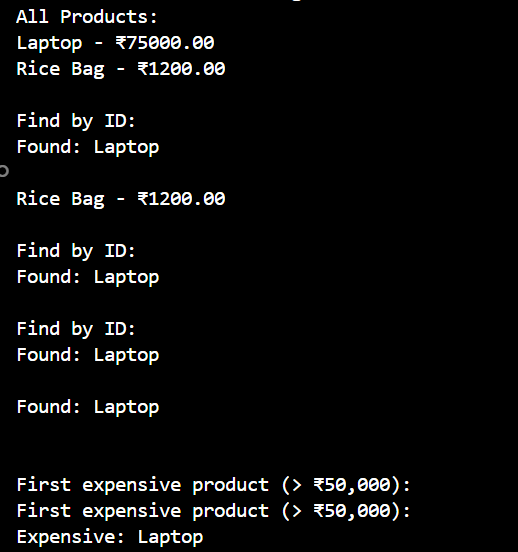 All Products:
Laptop - ₹75000.00
Rice Bag - ₹1200.00
Find by ID:
Found: Laptop
Rice Bag - ₹1200.00
Find by ID:
Found: Laptop
Find by ID:
Found: Laptop
Found: Laptop
First expensive product (> ₹50,000):
First expensive product (> ₹50,000):
Expensive: Laptop